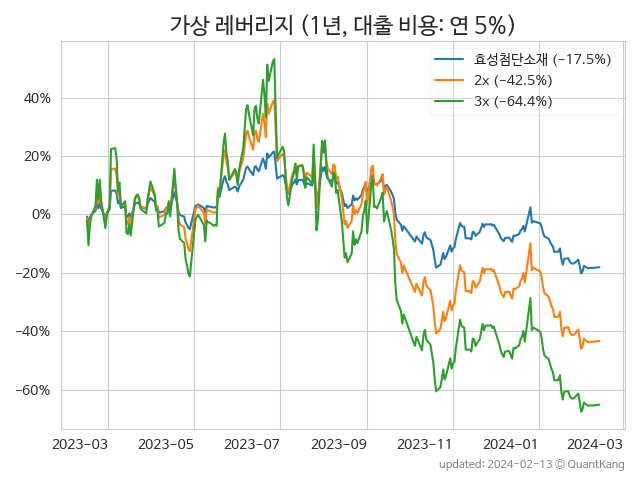 가상 레버리지 (1년, 대출 비용: 연 5%)
효성첨단소재 (−17.5%)
2x (−42.5%)
3x (−64.4%)
40%
20%
0%
−20%
−40%
−60%
2023−03 2023−05 2023−07 2023−09 2023−11 2024−01 2024−03
updated: 2024-02-13 © QuantKang